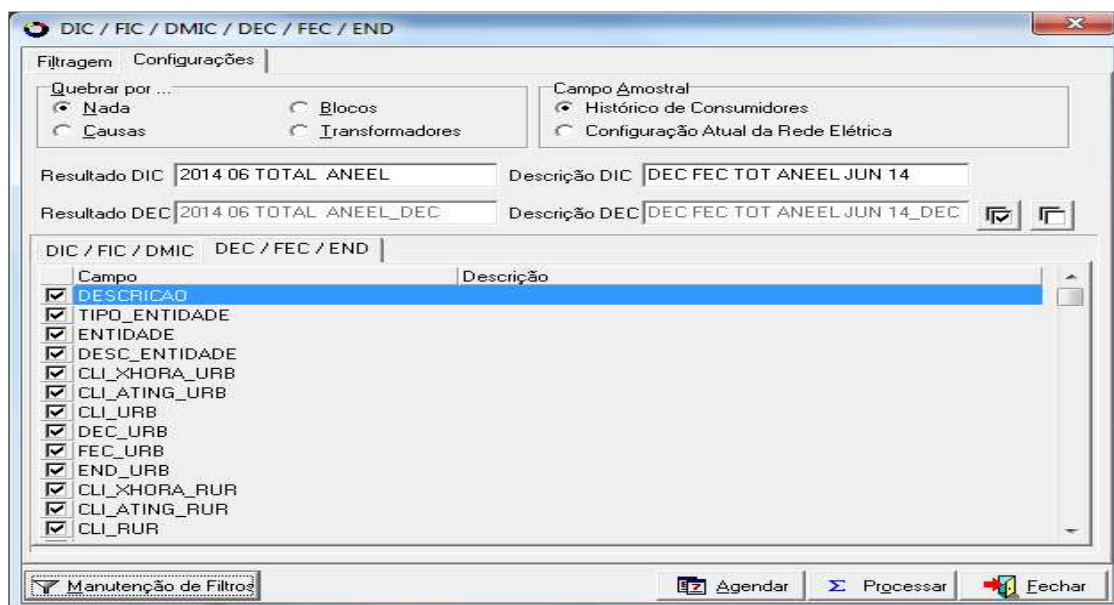 DIC / FIC / DMIC / DEC / FEC / END
Filtragem Configurações
Quebrar por ...
Nada Blocos
Causas Transformadores
Campo Amostral
Histórico de Consumidores
Configuração Atual da Rede Elétrica
Resultado DIC 2014 06 TOTAL ANEEL Descrição DIC DEC FEC TOT ANEEL JUN 14
Resultado DEC 2014 06 TOTAL ANEEL_DEC Descrição DEC DEC FEC TOT ANEEL JUN 14_DEC
DIC / FIC / DMIC DEC / FEC / END
Campo Descrição
DESCRICAO
TIPO_ENTIDADE
ENTIDADE
DESC_ENTIDADE
CLI_XHORA_URB
CLI_ATING_URB
CLI_URB
DEC_URB
FEC_URB
END_URB
CLI_XHORA_RUR
CLI_ATING_RUR
CLI_RUR
Manutenção de Filtros Agendar Σ Processar Fechar